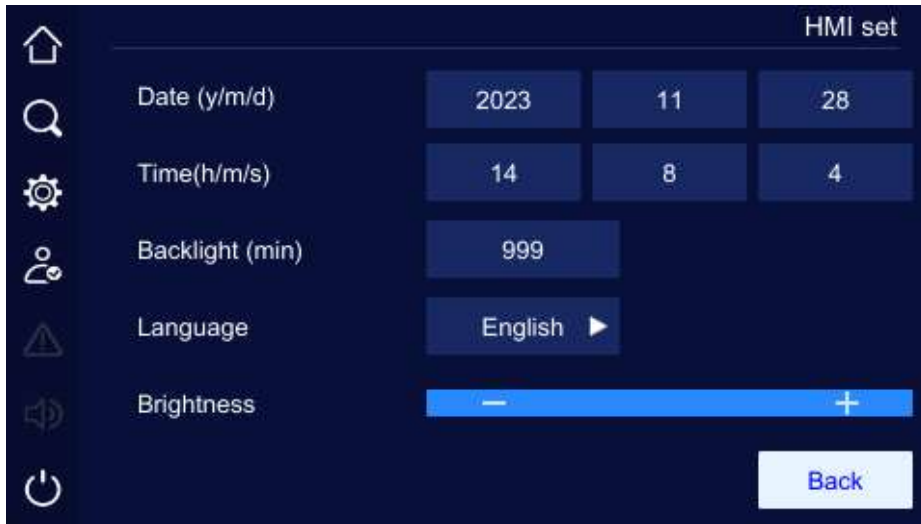 HMI set
Date (y/m/d) 2023 11 28
Time(h/m/s) 14 8 4
Backlight (min) 999
Language English ▶
Brightness − +
Back